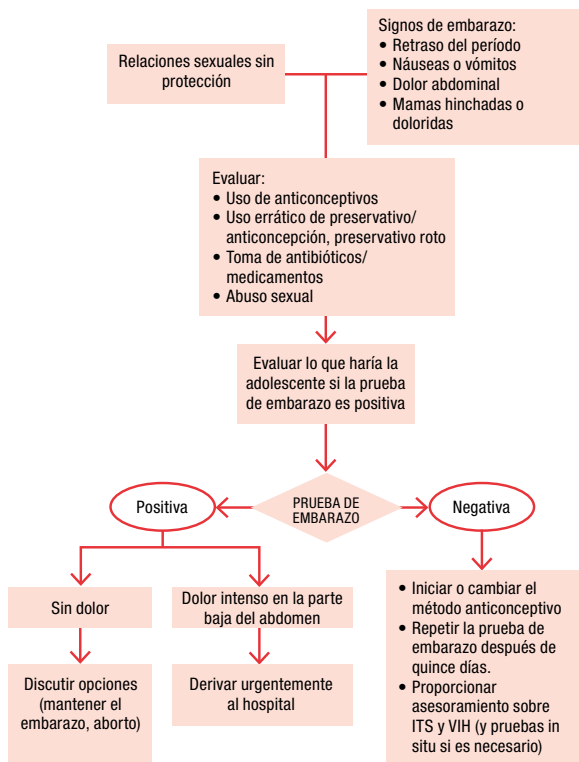 Relaciones sexuales sin
protección
Signos de embarazo:
• Retraso del período
• Náuseas o vómitos
• Dolor abdominal
• Mamas hinchadas o
doloridas
Evaluar:
• Uso de anticonceptivos
• Uso errático de preservativo/
anticoncepción, preservativo roto
• Toma de antibióticos/
medicamentos
• Abuso sexual
Evaluar lo que haría la
adolescente si la prueba
de embarazo es positiva
Positiva
PRUEBA DE
EMBARAZO
Negativa
Sin dolor
Dolor intenso en la parte
baja del abdomen
Discutir opciones
(mantener el
embarazo, aborto)
Derivar urgentemente
al hospital
• Iniciar o cambiar el
método anticonceptivo
• Repetir la prueba de
embarazo después de
quince días.
• Proporcionar
asesoramiento sobre
ITS y VIH (y pruebas in
situ si es necesario)